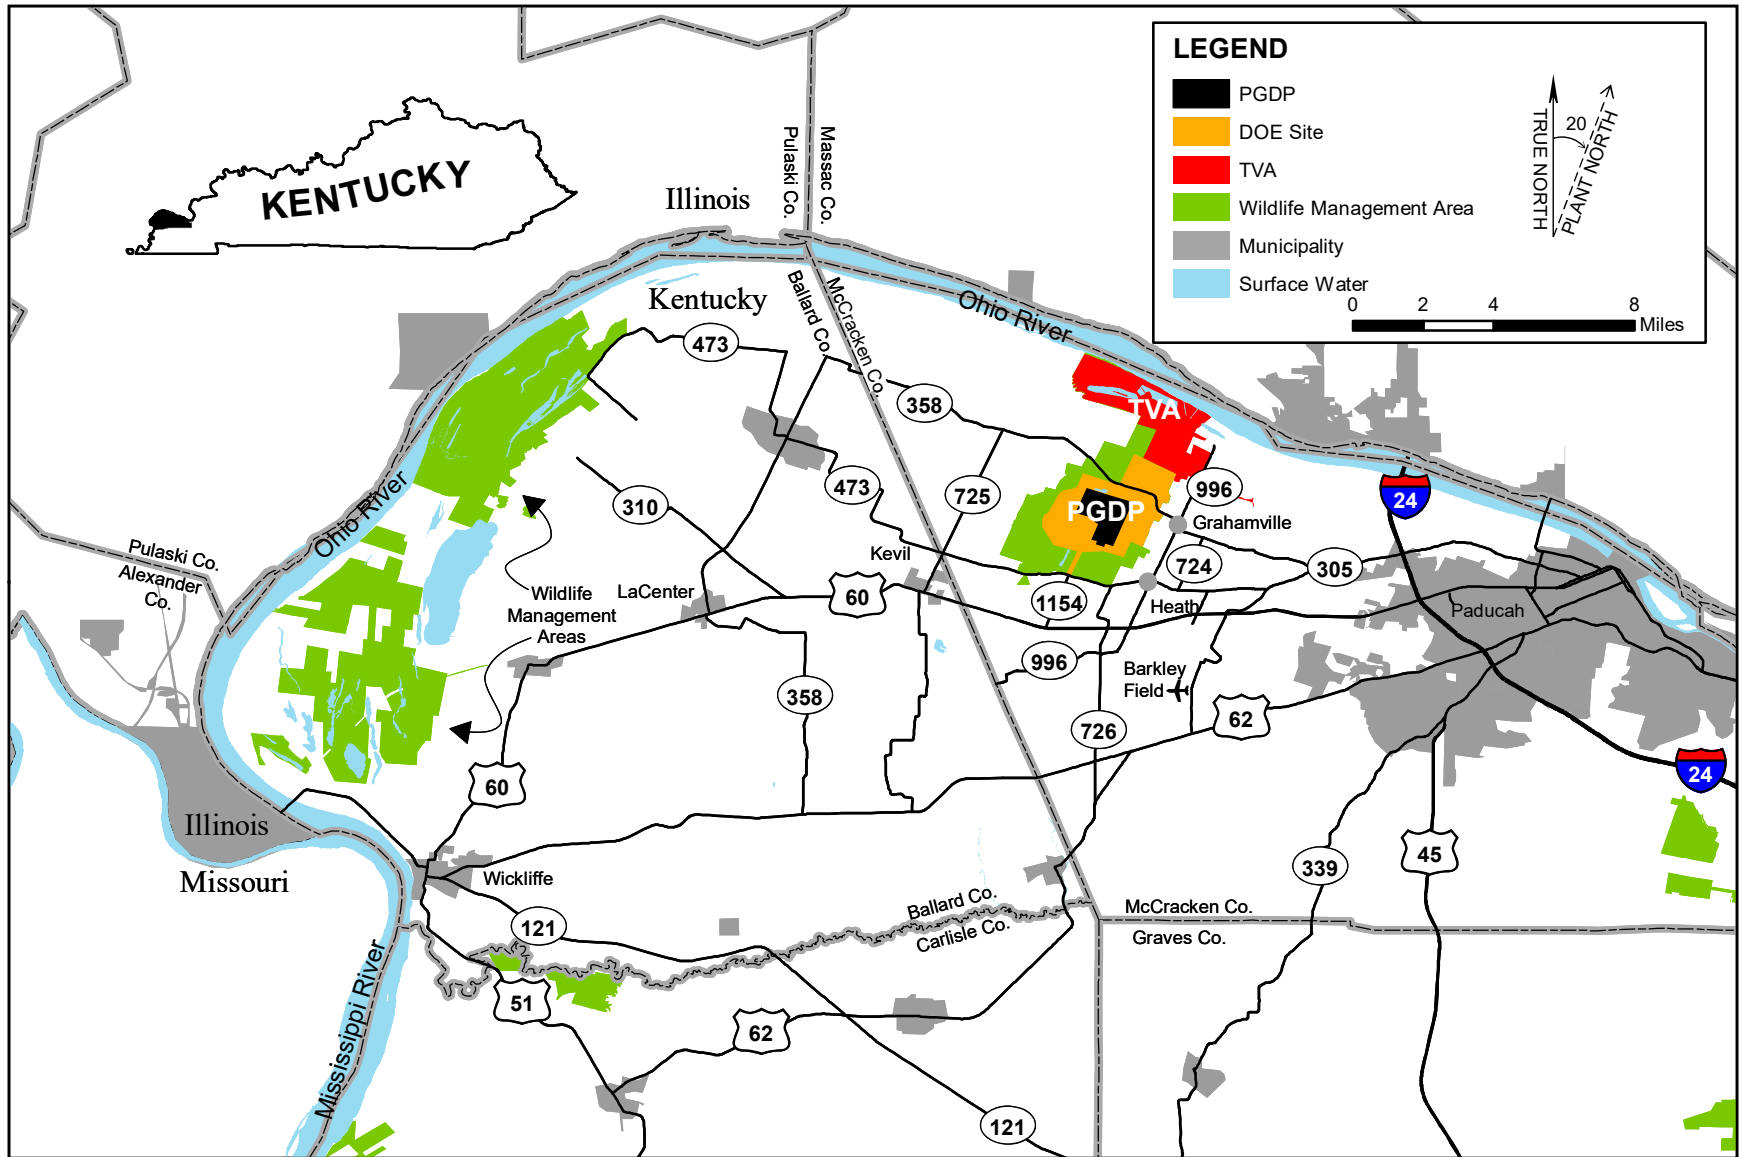 LEGEND
PGDP
DOE Site
TVA
Wildlife Management Area
Municipality
Surface Water
TRUE NORTH
20
PLANT NORTH
0 2 4 8
Miles
KENTUCKY
Illinois
Pulaski Co.
Massac Co.
Kentucky
Ballard Co.
McCracken Co.
Ohio River
473
358
TVA
473
725
996
24
310
PGDP
Grahamville
Ohio River
Kevil
724
305
Pulaski Co.
Alexander
Co.
Wildlife
Management
Areas
LaCenter
60
1154
Heath
Paducah
996
Barkley
Field
358
726
62
60
24
Illinois
Missouri
Wickliffe
339
45
121
Ballard Co.
Carlisle Co.
McCracken Co.
Graves Co.
51
62
Mississippi River
121